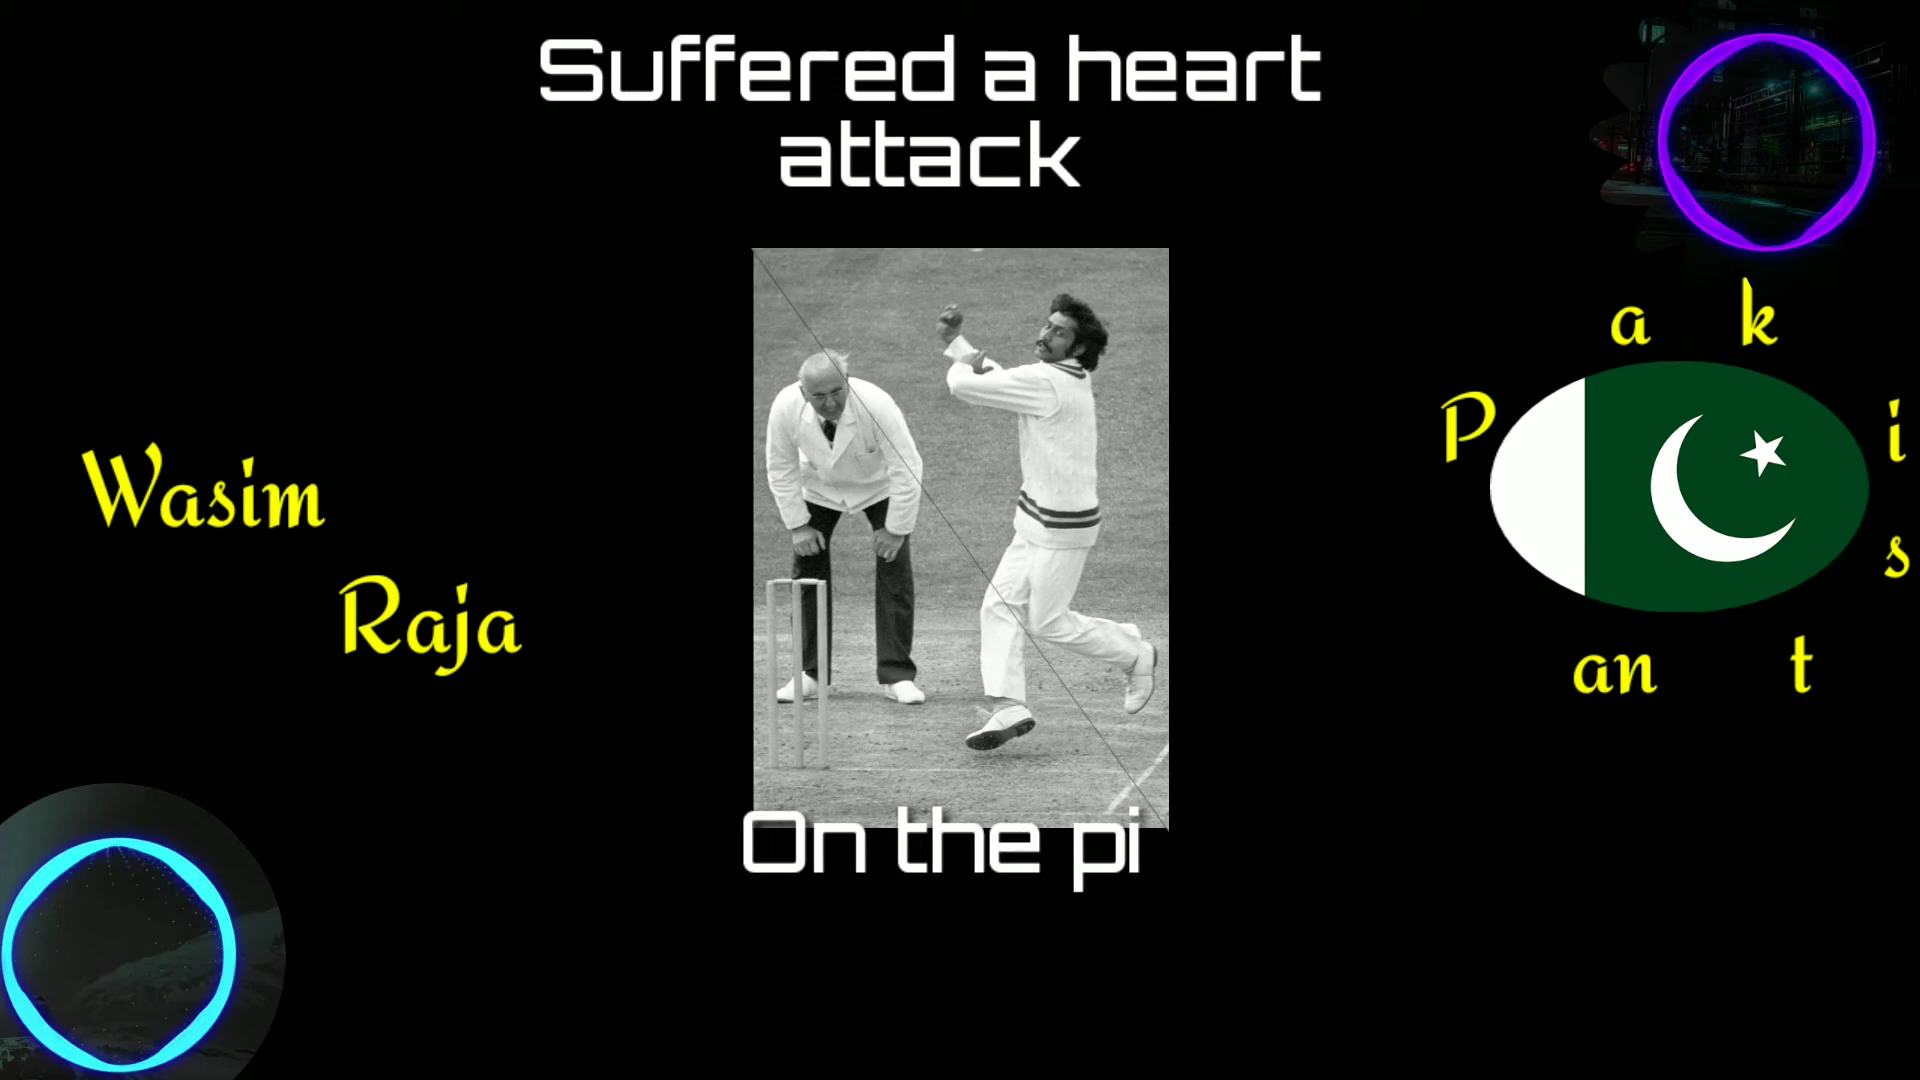 Suffered a heart
attack
Wasim
Raja
P a k i s t an
On the pi